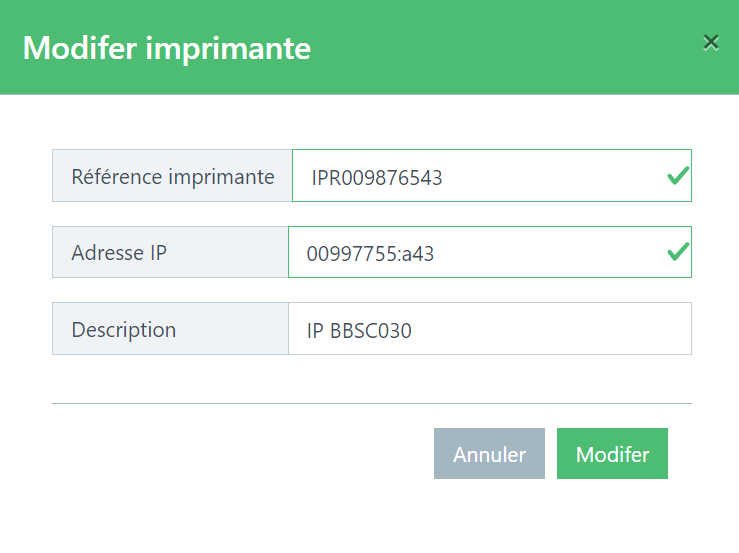 Modifer imprimante
Référence imprimante IPR009876543
Adresse IP 00997755:a43
Description IP BBSC030
Annuler Modifer